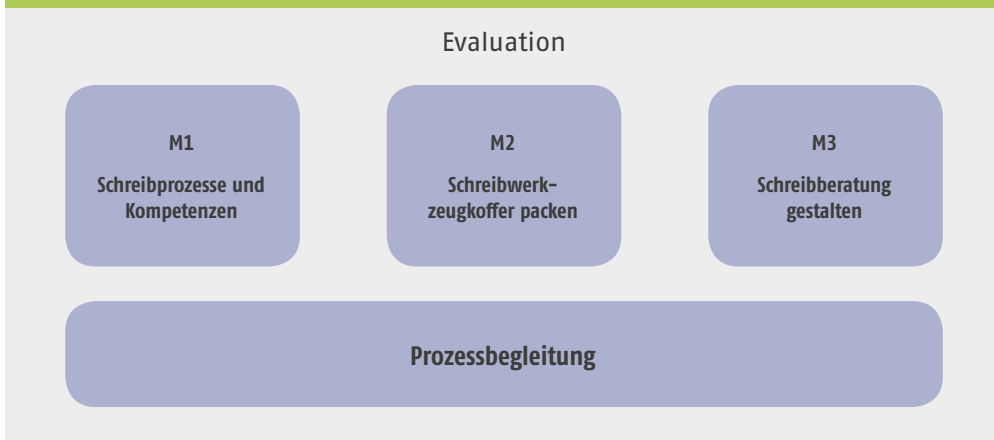 Evaluation
M1
Schreibprozesse und
Kompetenzen
M2
Schreibwerk-
zeugkoffer packen
M3
Schreibberatung
gestalten
Prozessbegleitung